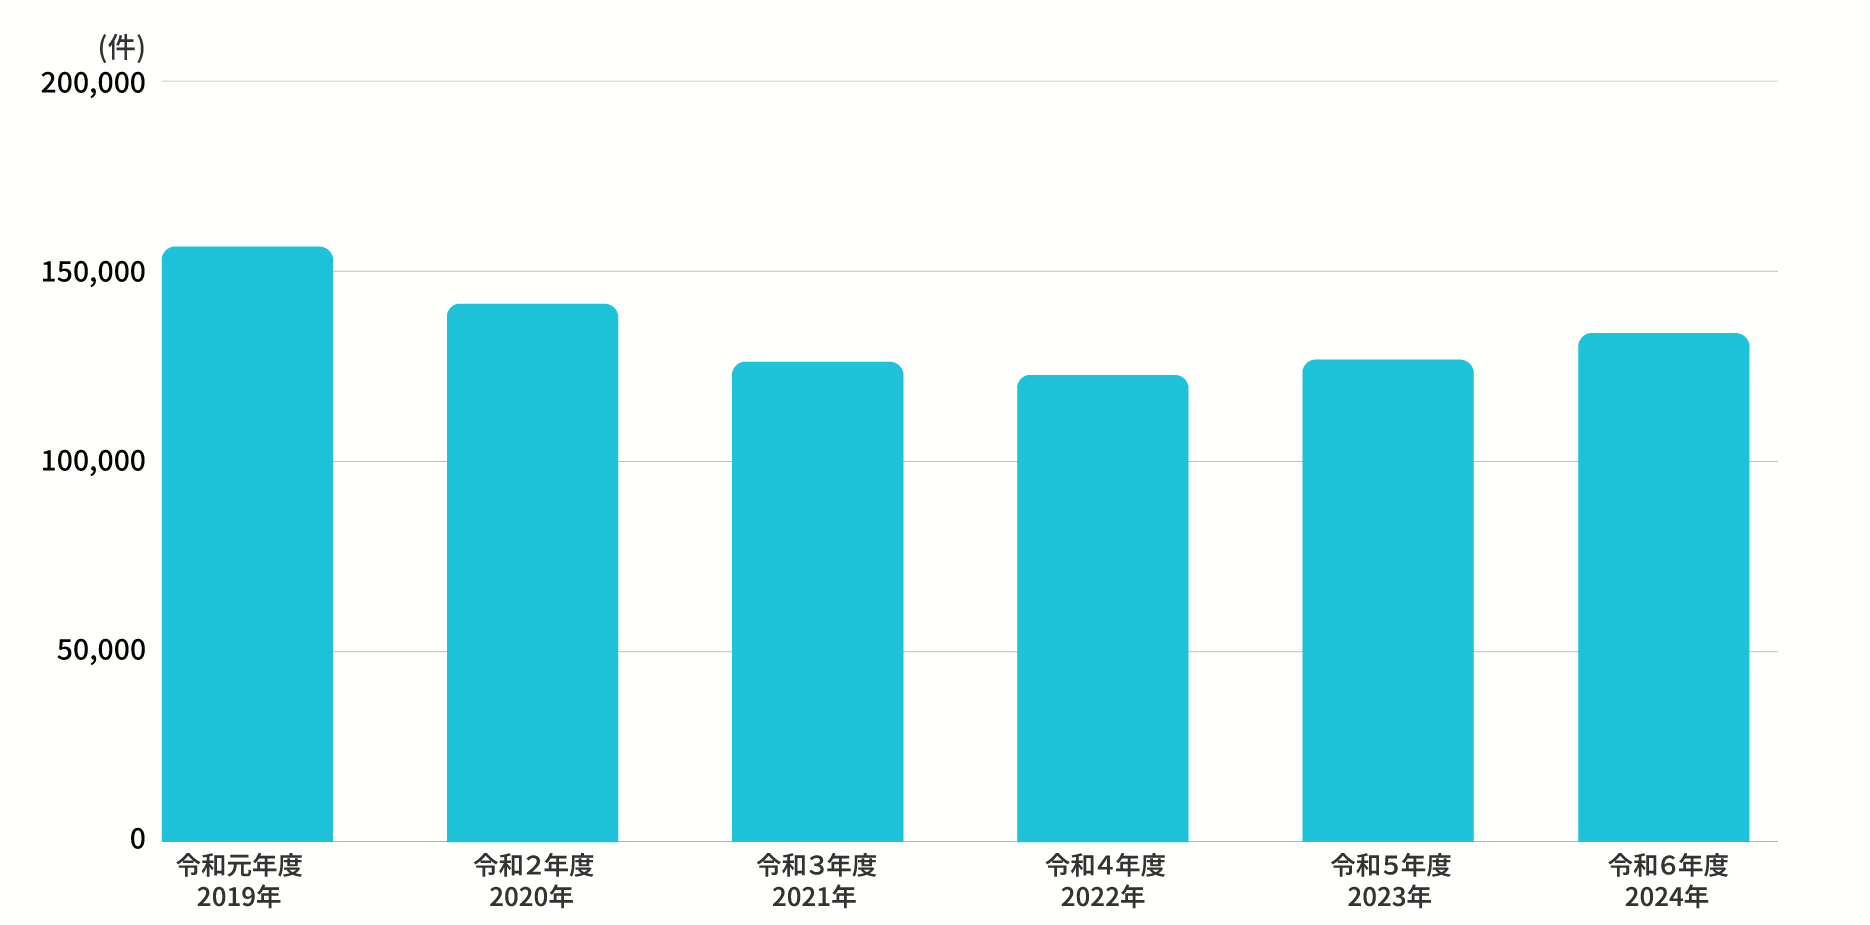 (件)
200,000
150,000
100,000
50,000
0
令和元年度
2019年
令和２年度
2020年
令和３年度
2021年
令和４年度
2022年
令和５年度
2023年
令和６年度
2024年